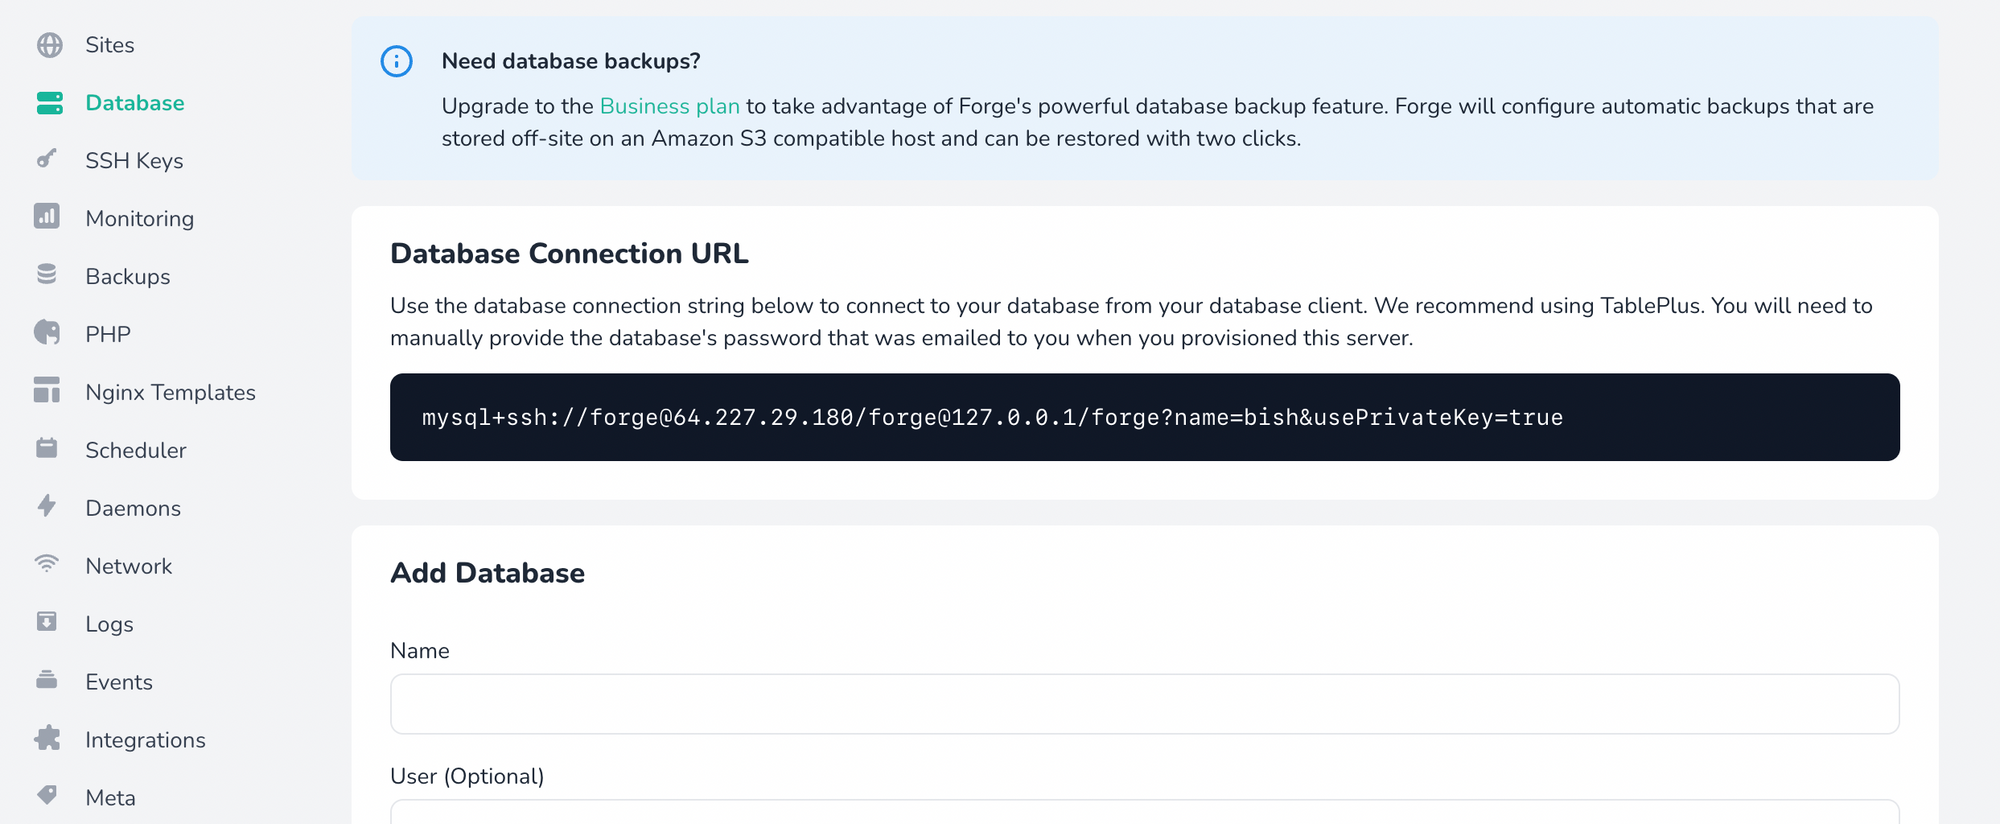 Sites
Database
SSH Keys
Monitoring
Backups
PHP
Nginx Templates
Scheduler
Daemons
Network
Logs
Events
Integrations
Meta
Need database backups?
Upgrade to the Business plan to take advantage of Forge's powerful database backup feature. Forge will configure automatic backups that are
stored off-site on an Amazon S3 compatible host and can be restored with two clicks.
Database Connection URL
Use the database connection string below to connect to your database from your database client. We recommend using TablePlus. You will need to
manually provide the database's password that was emailed to you when you provisioned this server.
mysql+ssh://forge@64.227.29.180/forge@127.0.0.1/forge?name=bish&usePrivateKey=true
Add Database
Name
User (Optional)